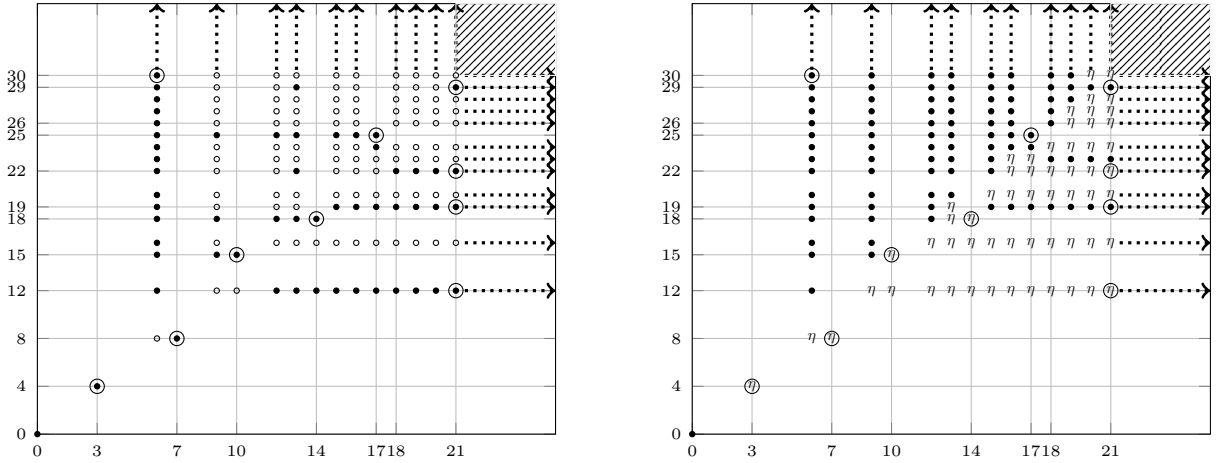 30
29
26
25
22
19
18
15
12
8
4
0
0 3 7 10 14 1718 21
30 η η
29 η
η η
η η η
26 η η η
25
η η η η
η η
22 η η η η η η
η η η η η η η
19 η
18 η η
η η η η η η η η η η
15 η
12 η η η η η η η η η η η η
8 η η
4 η
0
0 3 7 10 14 1718 21